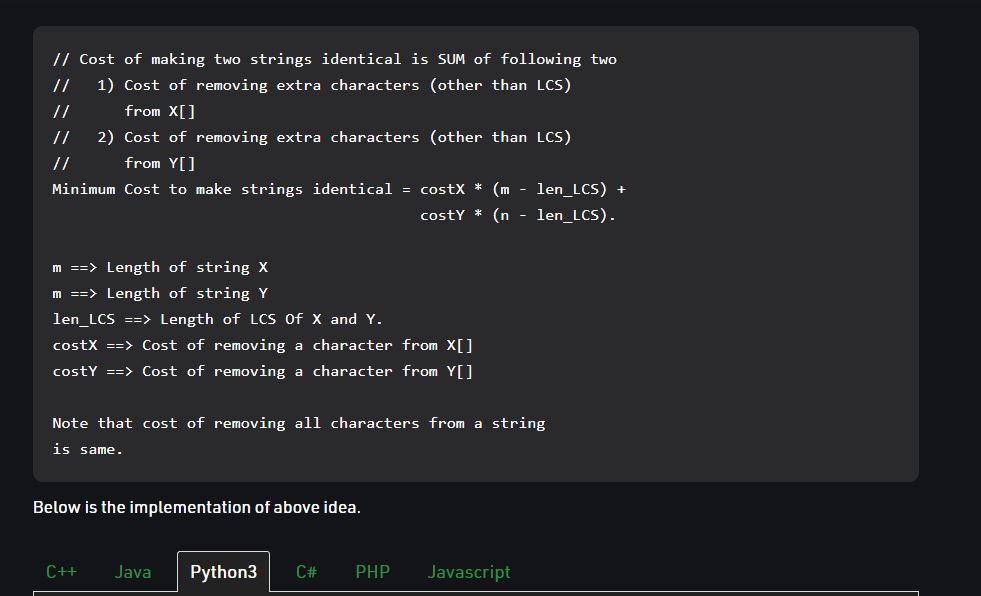 // Cost of making two strings identical is SUM of following two
//   1) Cost of removing extra characters (other than LCS)
//      from X[]
//   2) Cost of removing extra characters (other than LCS)
//      from Y[]
Minimum Cost to make strings identical = costX * (m - len_LCS) +
                                         costY * (n - len_LCS).
m ==> Length of string X
m ==> Length of string Y
len_LCS ==> Length of LCS Of X and Y.
costX ==> Cost of removing a character from X[]
costY ==> Cost of removing a character from Y[]
Note that cost of removing all characters from a string
is same.
Below is the implementation of above idea.
C++ Java Python3 C# PHP Javascript